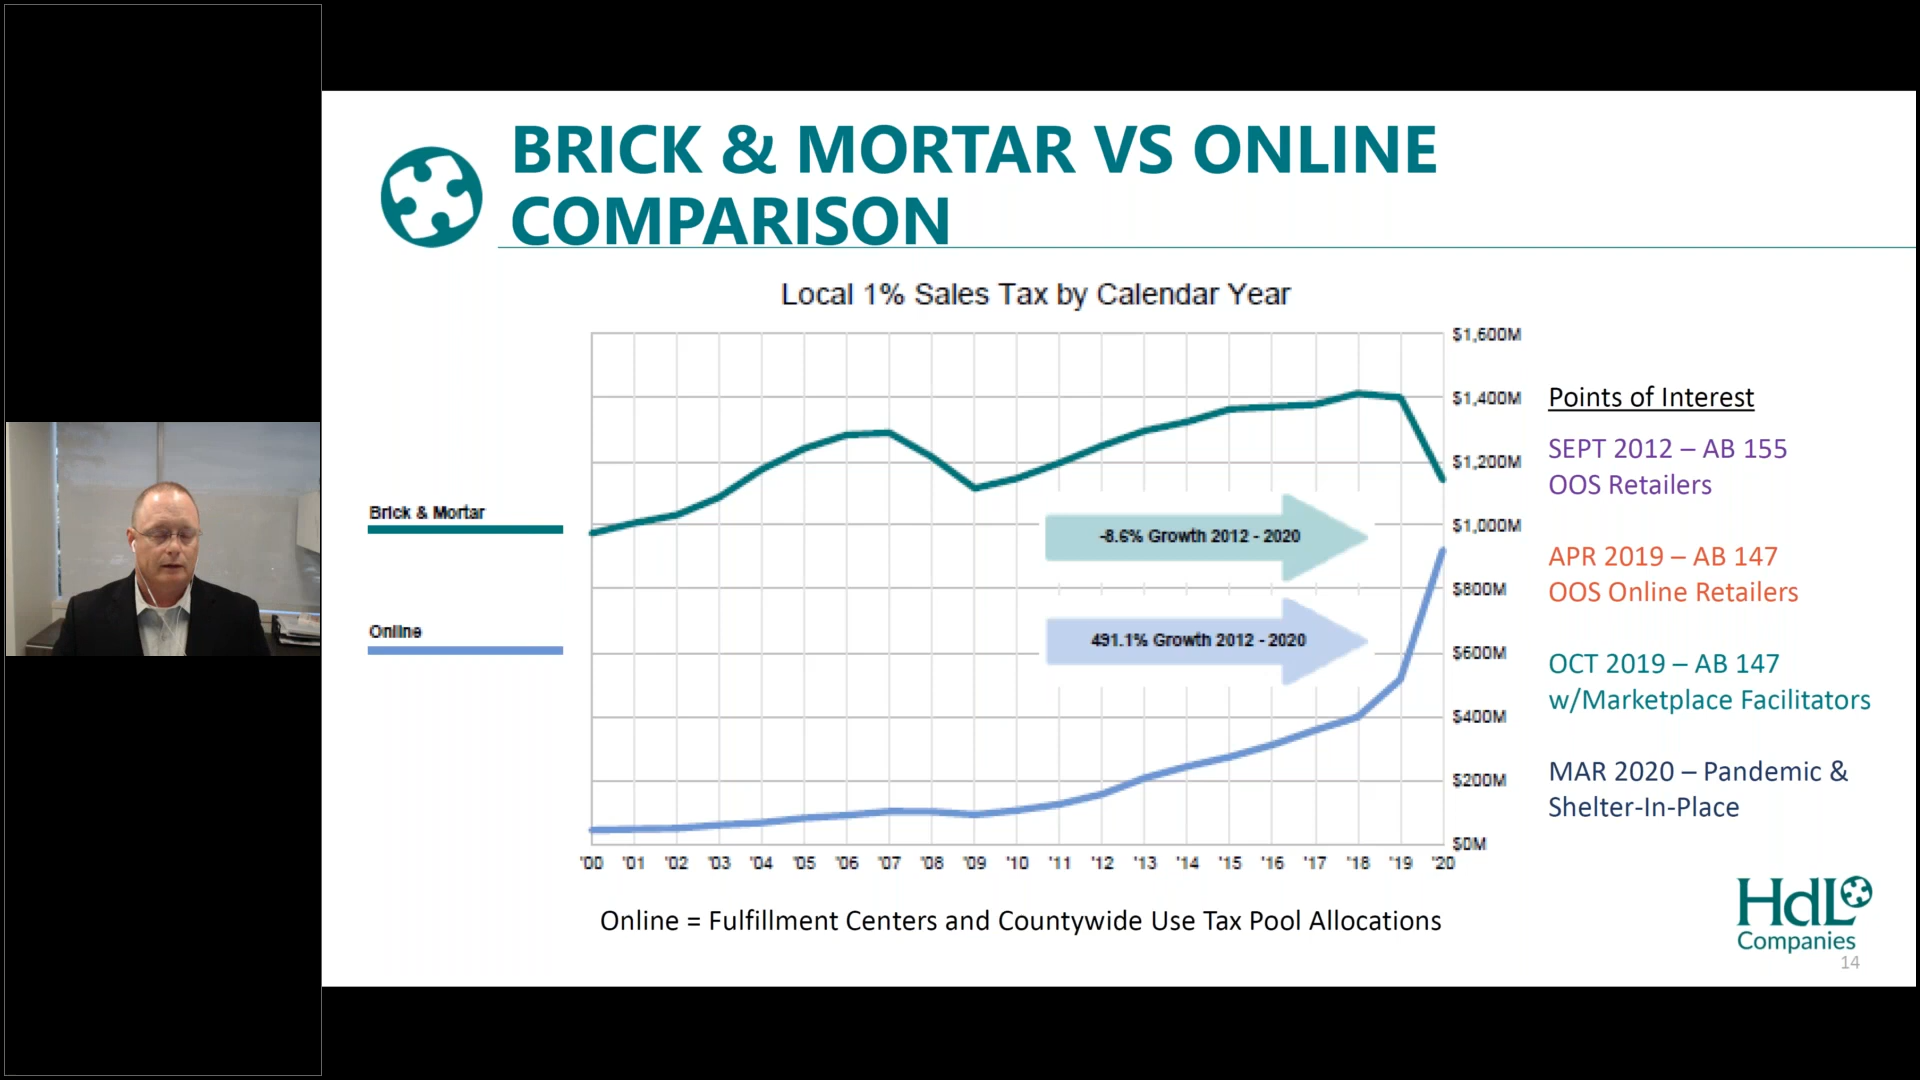 BRICK & MORTAR VS ONLINE
COMPARISON
Local 1% Sales Tax by Calendar Year
$1,600M
$1,400M
$1,200M
$1,000M
$800M
$600M
$400M
$200M
$0M
Brick & Mortar
Online
-8.6% Growth 2012 - 2020
491.1% Growth 2012 - 2020
'00 '01 '02 '03 '04 '05 '06 '07 '08 '09 '10 '11 '12 '13 '14 '15 '16 '17 '18 '19 '20
Online = Fulfillment Centers and Countywide Use Tax Pool Allocations
Points of Interest
SEPT 2012 – AB 155
OOS Retailers
APR 2019 – AB 147
OOS Online Retailers
OCT 2019 – AB 147
w/Marketplace Facilitators
MAR 2020 – Pandemic &
Shelter-In-Place
HdL
Companies
14